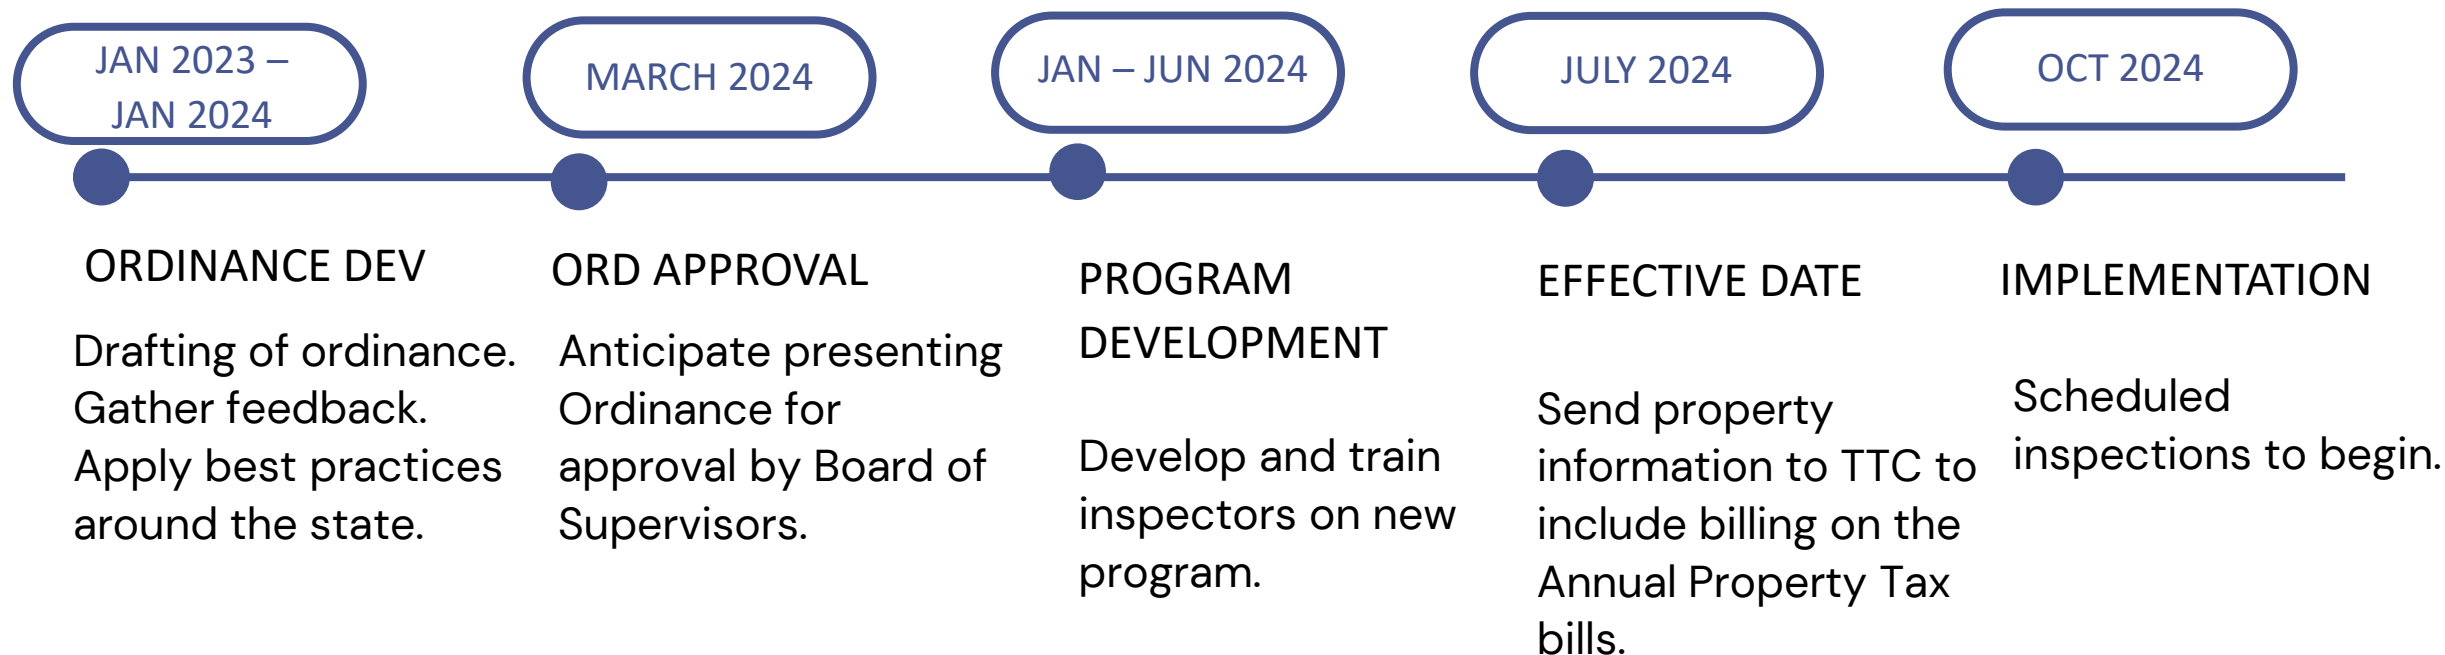 JAN 2023 –
JAN 2024
MARCH 2024
JAN – JUN 2024
JULY 2024
OCT 2024
ORDINANCE DEV
Drafting of ordinance.
Gather feedback.
Apply best practices
around the state.
ORD APPROVAL
Anticipate presenting
Ordinance for
approval by Board of
Supervisors.
PROGRAM
DEVELOPMENT
Develop and train
inspectors on new
program.
EFFECTIVE DATE
Send property
information to TTC to
include billing on the
Annual Property Tax
bills.
IMPLEMENTATION
Scheduled
inspections to begin.